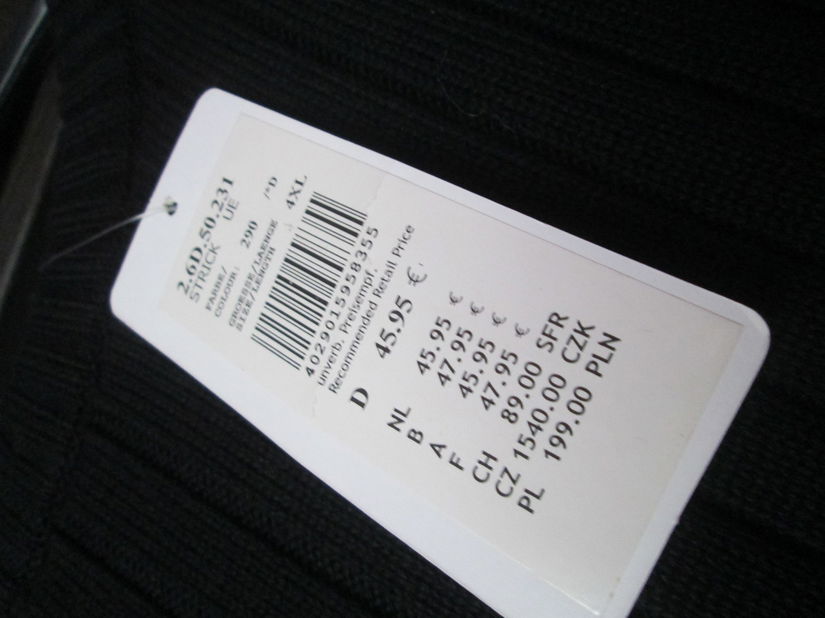 2.6D.50.231
STRICK UE
FARBE/
COLOUR: 290 /*D
GROESSE/LAENGE
SIZE/LENGTH 4XL
4029015958355
unverb. Preisempf.
Recommended Retail Price
D 45.95 €
NL 45.95 €
B 47.95 €
A 45.95 €
F 47.95 €
CH 89.00 SFR
CZ 1540.00 CZK
PL 199.00 PLN